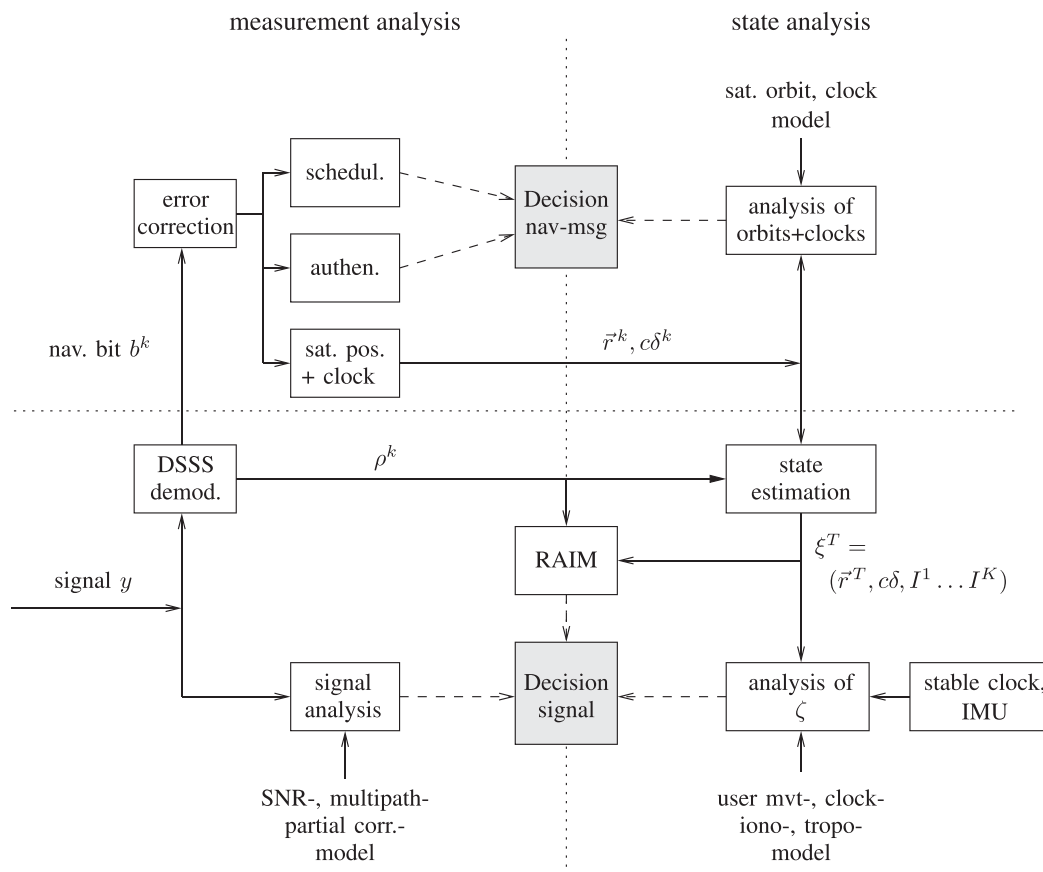 measurement analysis
state analysis
sat. orbit, clock
model
schedul.
error
correction
Decision
nav-msg
analysis of
orbits+clocks
authen.
nav. bit b^k
sat. pos.
+ clock
\vec{r}^k, cδ^k
DSSS
demod.
ρ^k
state
estimation
RAIM
ξ^T =
(\vec{r}^T, cδ, I^1 … I^K)
signal y
signal
analysis
Decision
signal
analysis of
ζ
stable clock,
IMU
SNR-, multipath-
partial corr.-
model
user mvt-, clock-
iono-, tropo-
model